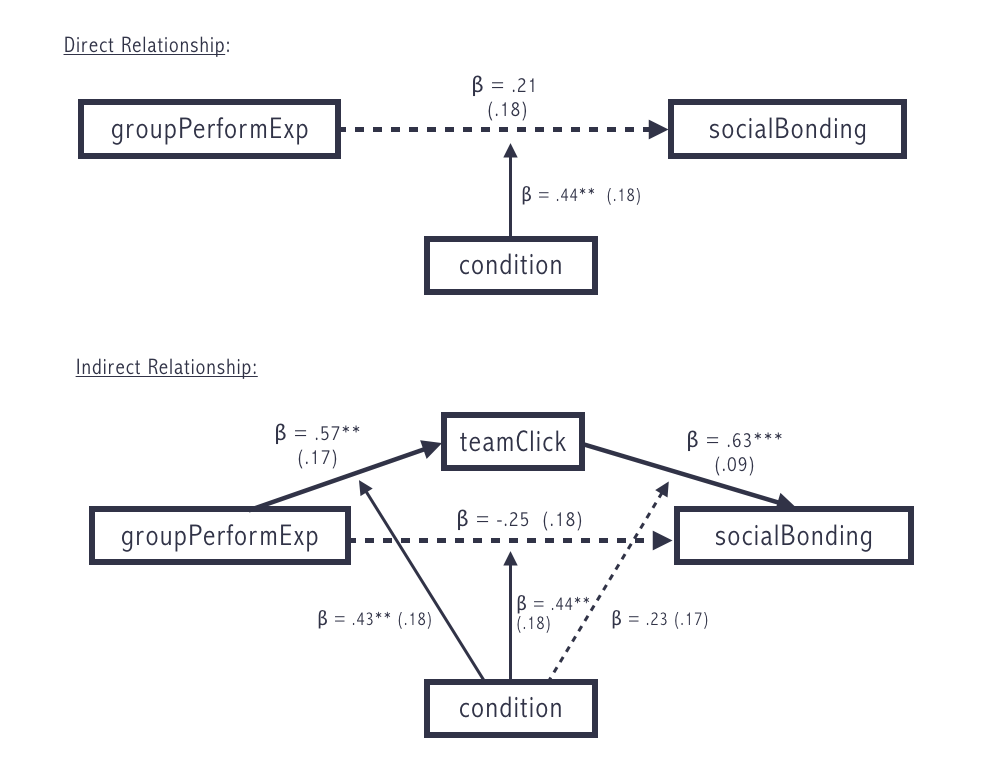 Direct Relationship:
β = .21
(.18)
groupPerformExp
socialBonding
β = .44** (.18)
condition
Indirect Relationship:
β = .57**
(.17)
teamClick
β = .63***
(.09)
groupPerformExp
β = -.25 (.18)
socialBonding
β = .43** (.18)
β = .44**
(.18)
β = .23 (.17)
condition